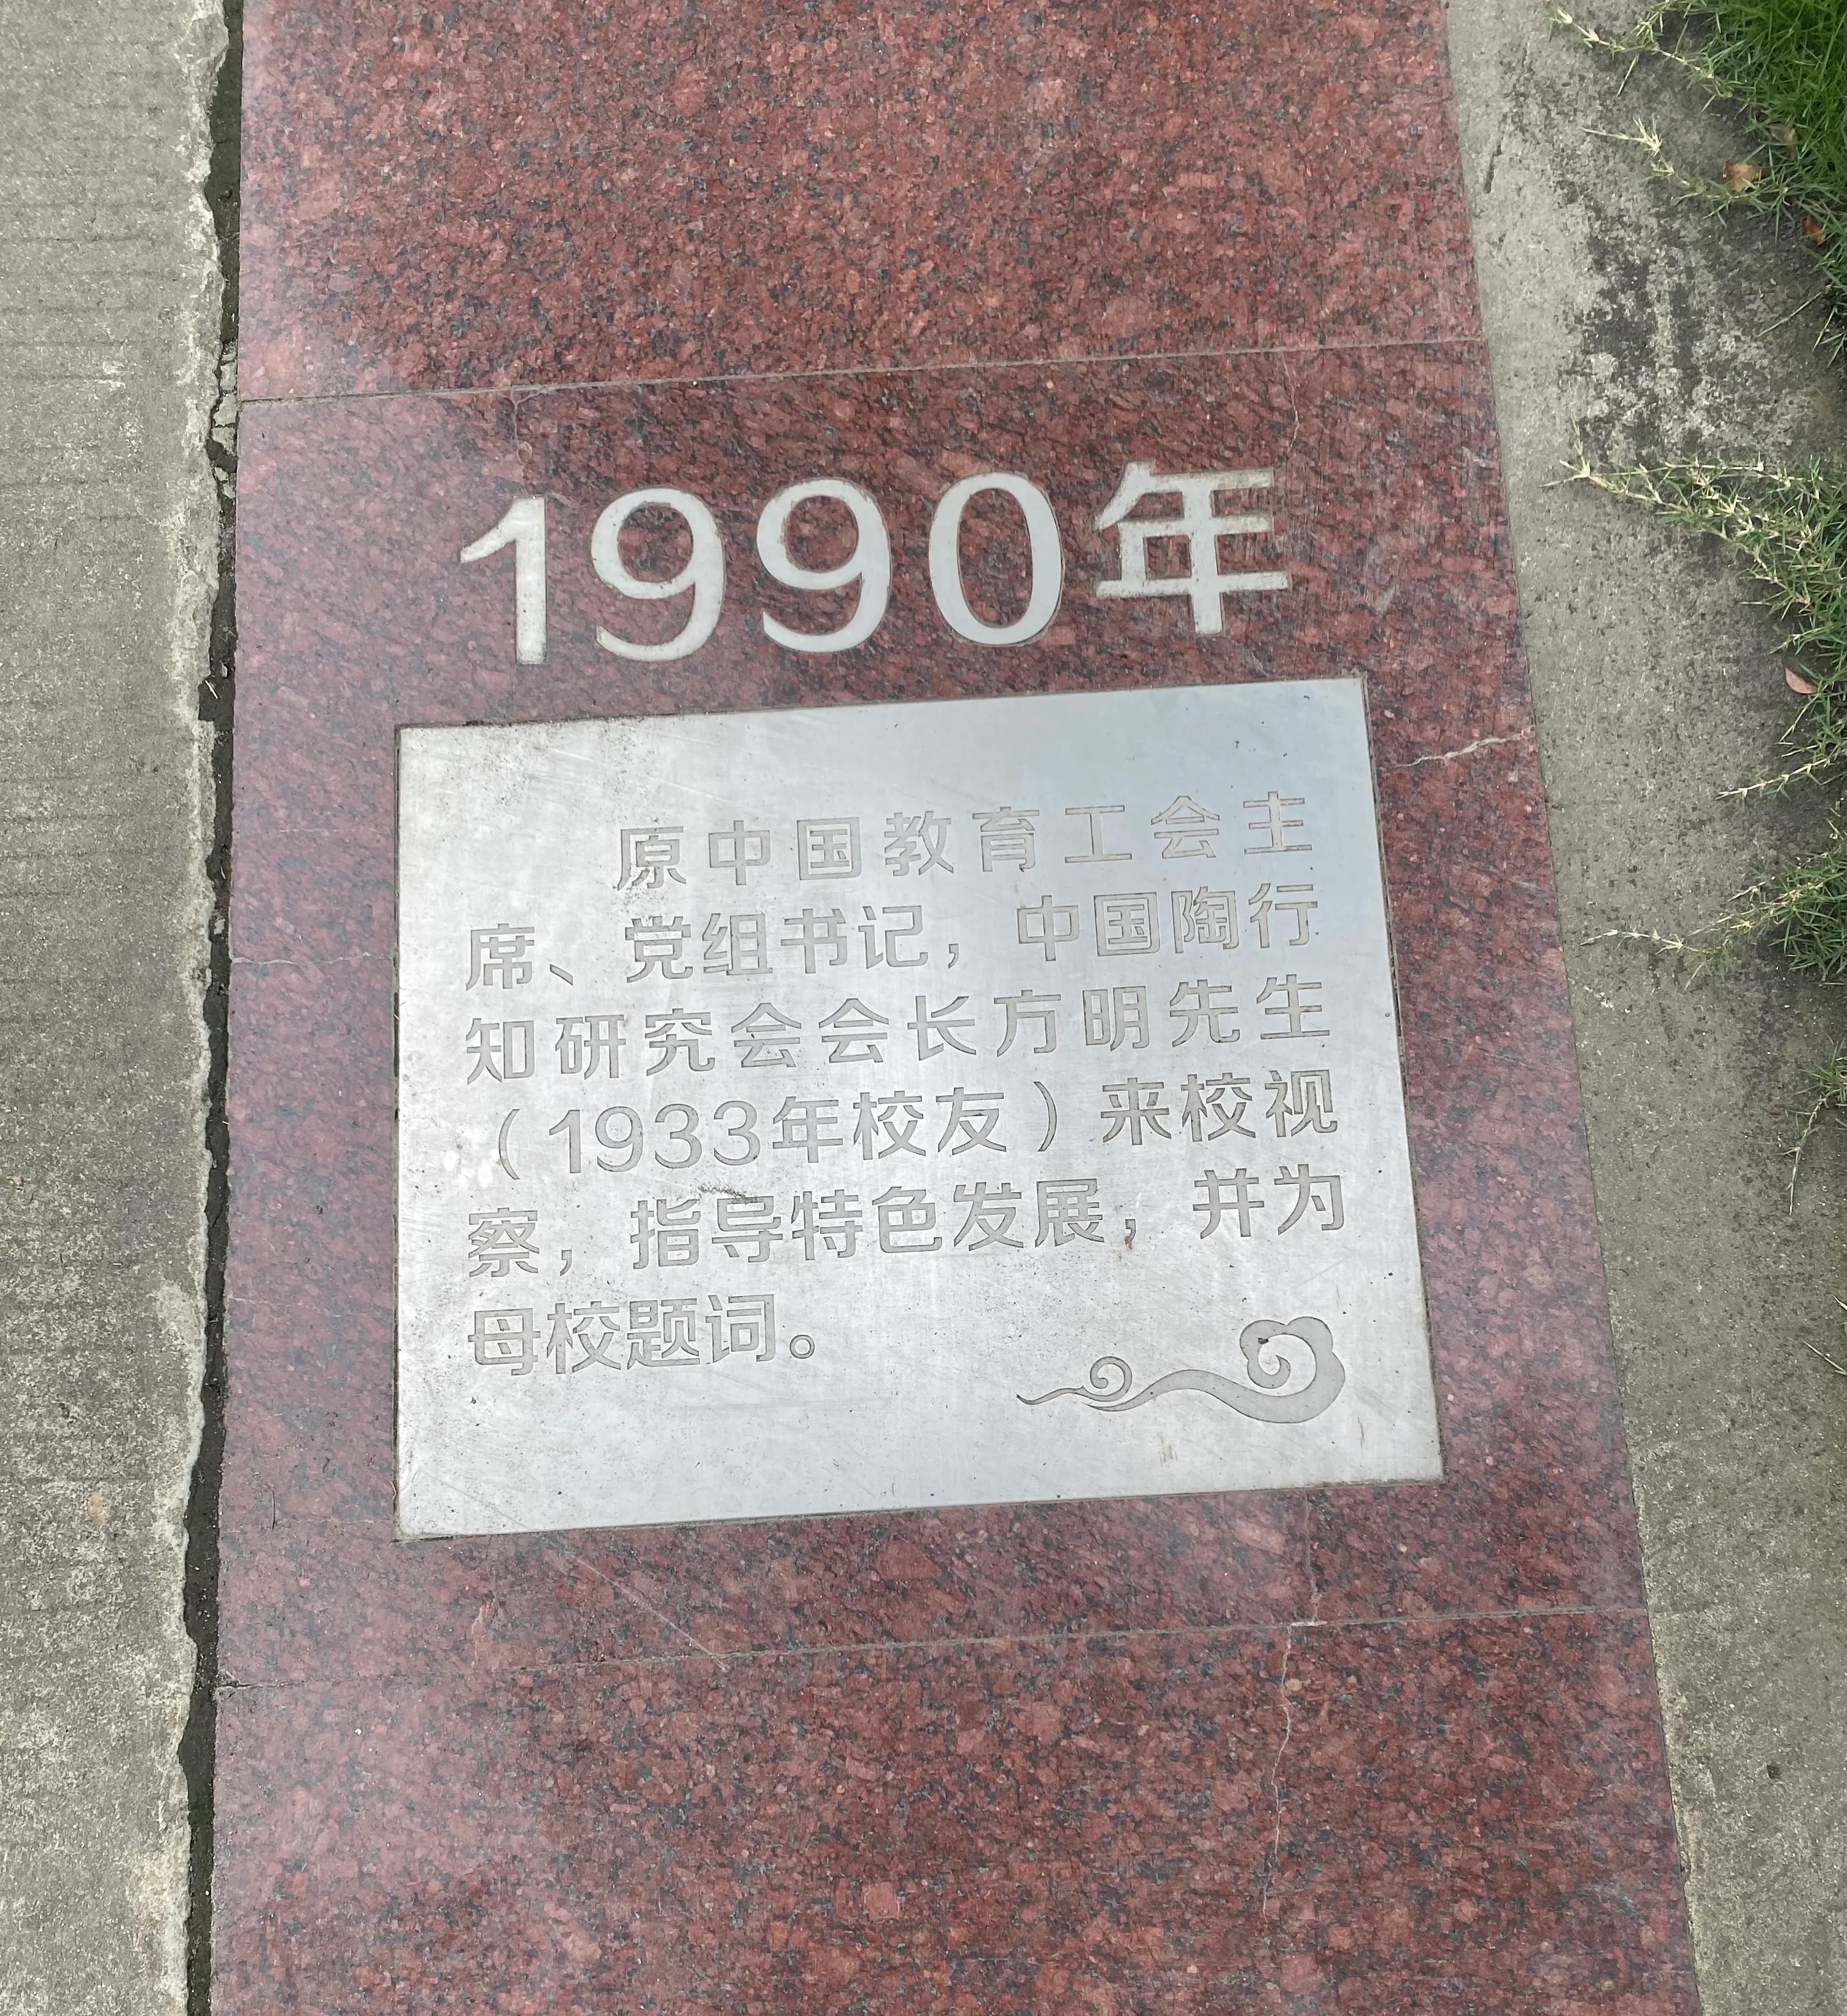 1990年
原中国教育工会主
席、党组书记，中国陶行
知研究会会长方明先生
（1933年校友）来校视
察，指导特色发展，并为
母校题词。